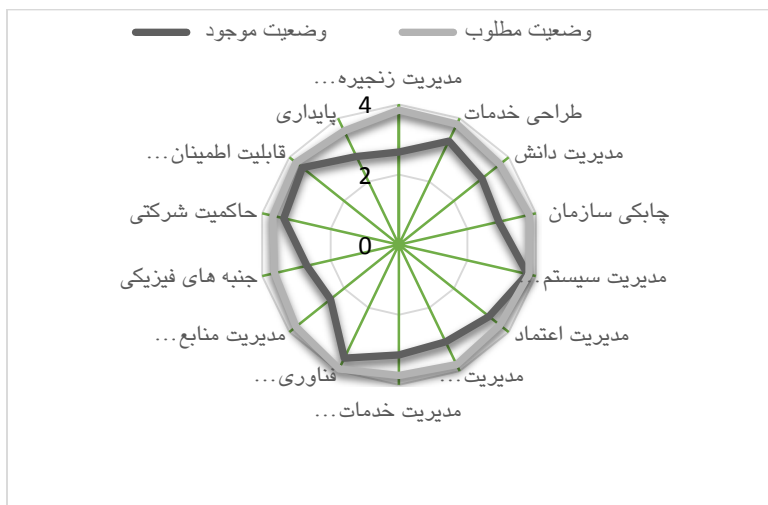 وضعیت مطلوب
وضعیت موجود
مدیریت زنجیره...
طراحی خدمات
مدیریت دانش
چابکی سازمان
مدیریت سیستم...
مدیریت اعتماد
مدیریت...
مدیریت خدمات...
فناوری...
مدیریت منابع...
جنبه های فیزیکی
حاکمیت شرکتی
قابلیت اطمینان...
پایداری
4
2
0